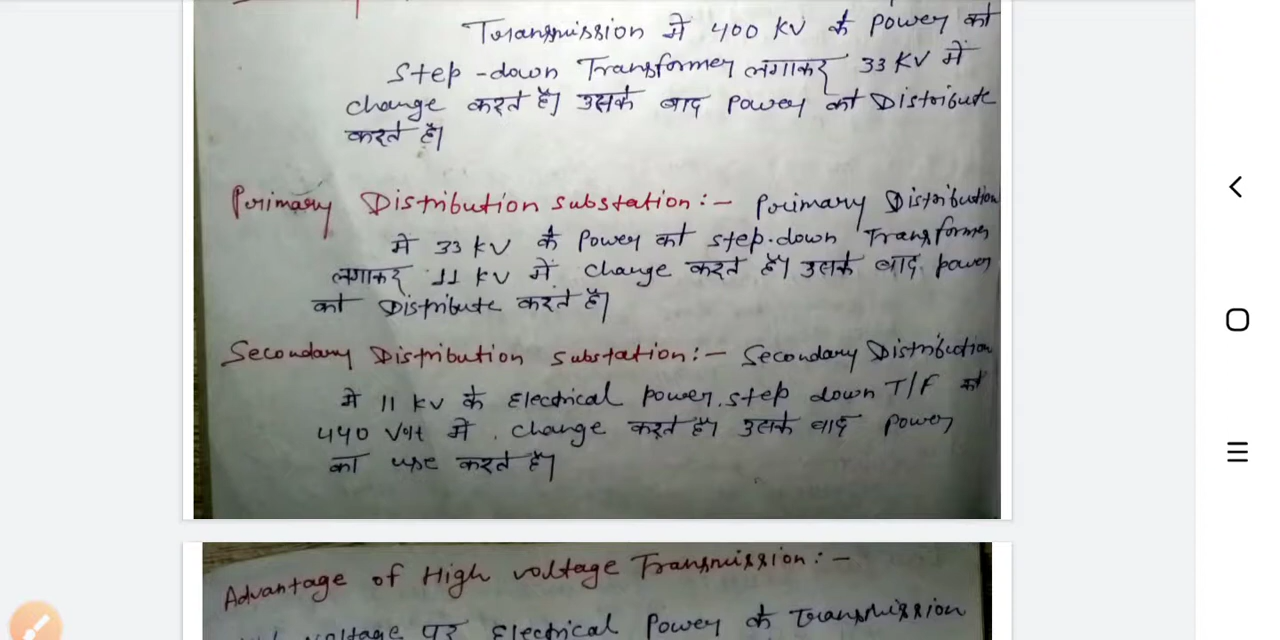 Transmission में 400 KV के Power को
Step-down Transformer लगाकर 33 KV में
change करते हैं। उसके बाद Power को Distribute
करते हैं।
Primary Distribution substation:- Primary Distribution
में 33 KV के Power को step-down Transformer
लगाकर 11 KV में change करते हैं। उसके बाद power
को Distribute करते हैं।
Secondary Distribution substation:- Secondary Distribution
में 11 KV के Electrical power step down T/F को
440 Volt में change करते हैं। उसके बाद Power
का use करते हैं।
Advantage of High voltage Transmission:-
voltage पर Electrical Power के Transmission